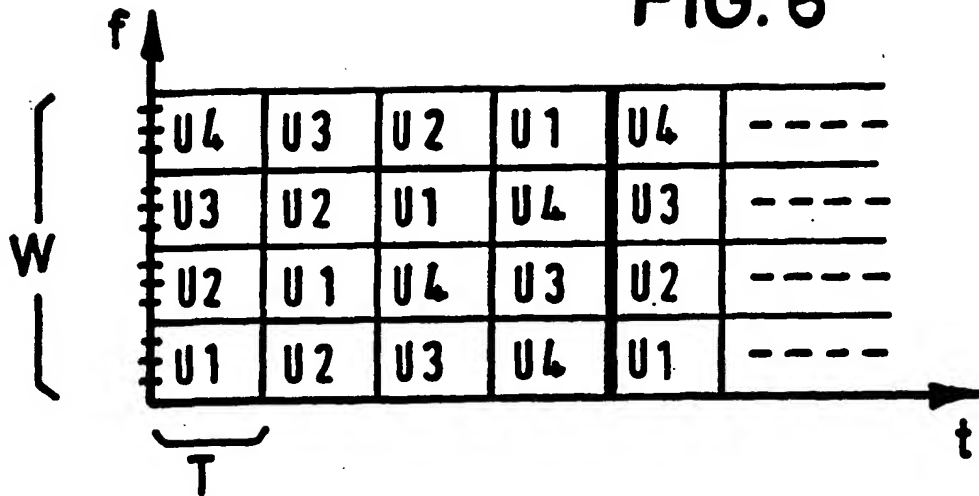 FIG. 6
f
U4 U3 U2 U1 U4 ----
U3 U2 U1 U4 U3 ----
W
U2 U1 U4 U3 U2 ----
U1 U2 U3 U4 U1 ----
T
t